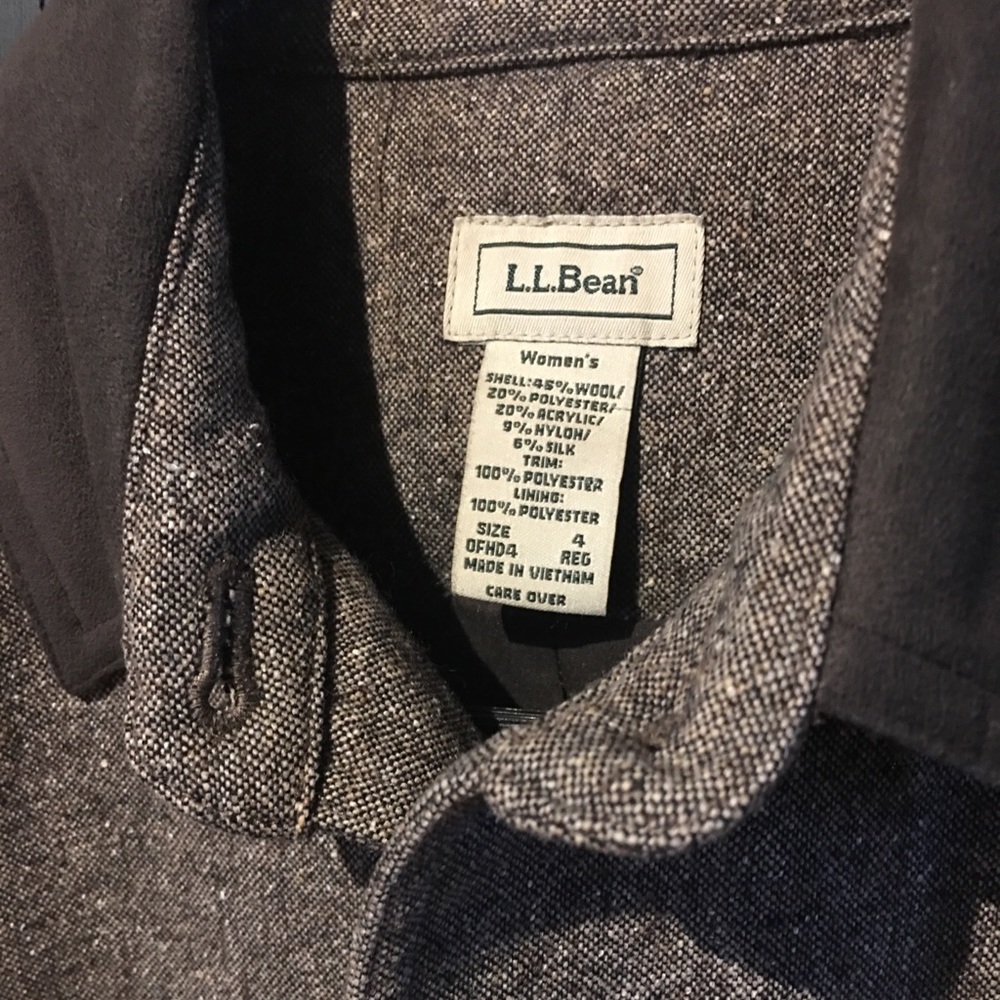 L.L.Bean®
Women's
SHELL:45%WOOL/
20% POLYESTER/
20% ACRYLIC/
9% NYLON/
6% SILK
TRIM:
100% POLYESTER
LINING:
100% POLYESTER
SIZE 4
OFHD4 REG
MADE IN VIETNAM
CARE OVER